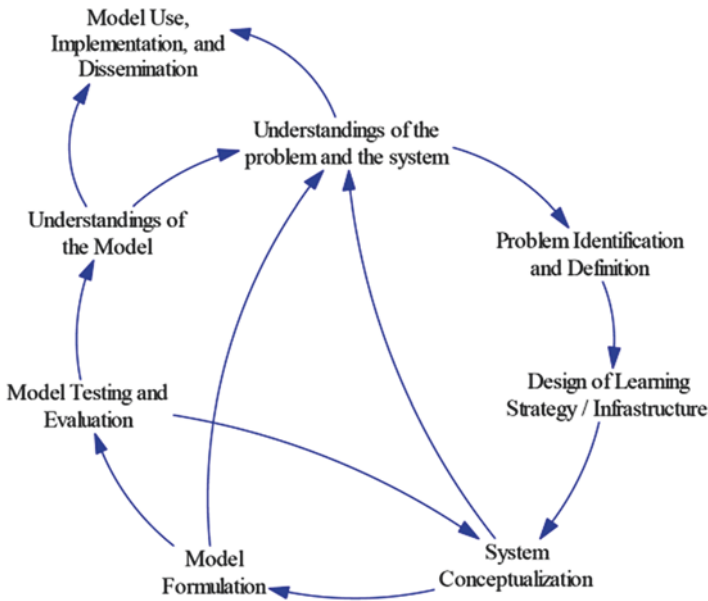 Model Use,
Implementation, and
Dissemination
Understandings of the
problem and the system
Understandings of
the Model
Problem Identification
and Definition
Design of Learning
Strategy / Infrastructure
Model Testing and
Evaluation
System
Conceptualization
Model
Formulation